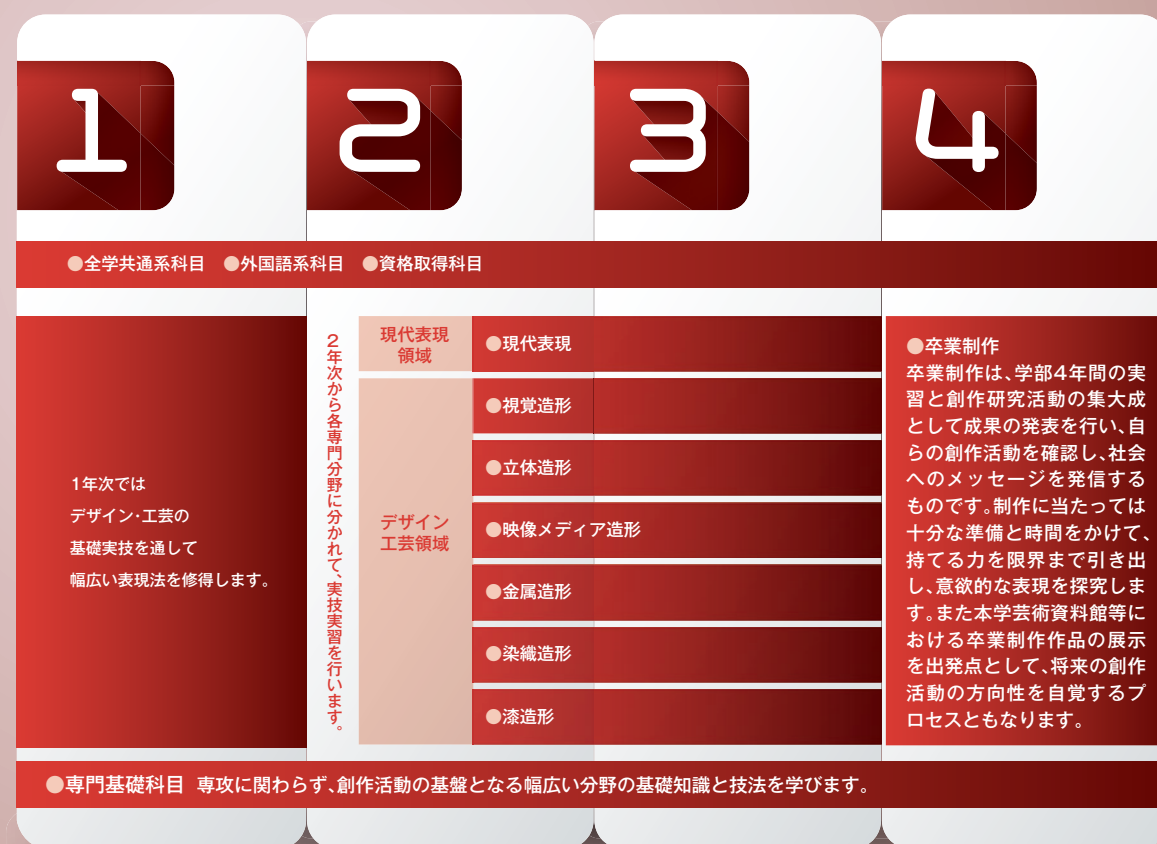 1
2
3
4
●全学共通系科目 ●外国語系科目 ●資格取得科目
1年次では
デザイン・工芸の
基礎実技を通して
幅広い表現法を修得します。
2年次から各専門分野に分かれて、実技実習を行います。
現代表現
領域
●現代表現
デザイン
工芸領域
●視覚造形
●立体造形
●映像メディア造形
●金属造形
●染織造形
●漆造形
●卒業制作
卒業制作は、学部4年間の実
習と創作研究活動の集大成
として成果の発表を行い、自
らの創作活動を確認し、社会
へのメッセージを発信する
ものです。制作に当たっては
十分な準備と時間をかけて、
持てる力を限界まで引き出
し、意欲的な表現を探究しま
す。また本学芸術資料館等に
おける卒業制作作品の展示
を出発点として、将来の創作
活動の方向性を自覚するプ
ロセスともなります。
●専門基礎科目 専攻に関わらず、創作活動の基盤となる幅広い分野の基礎知識と技法を学びます。